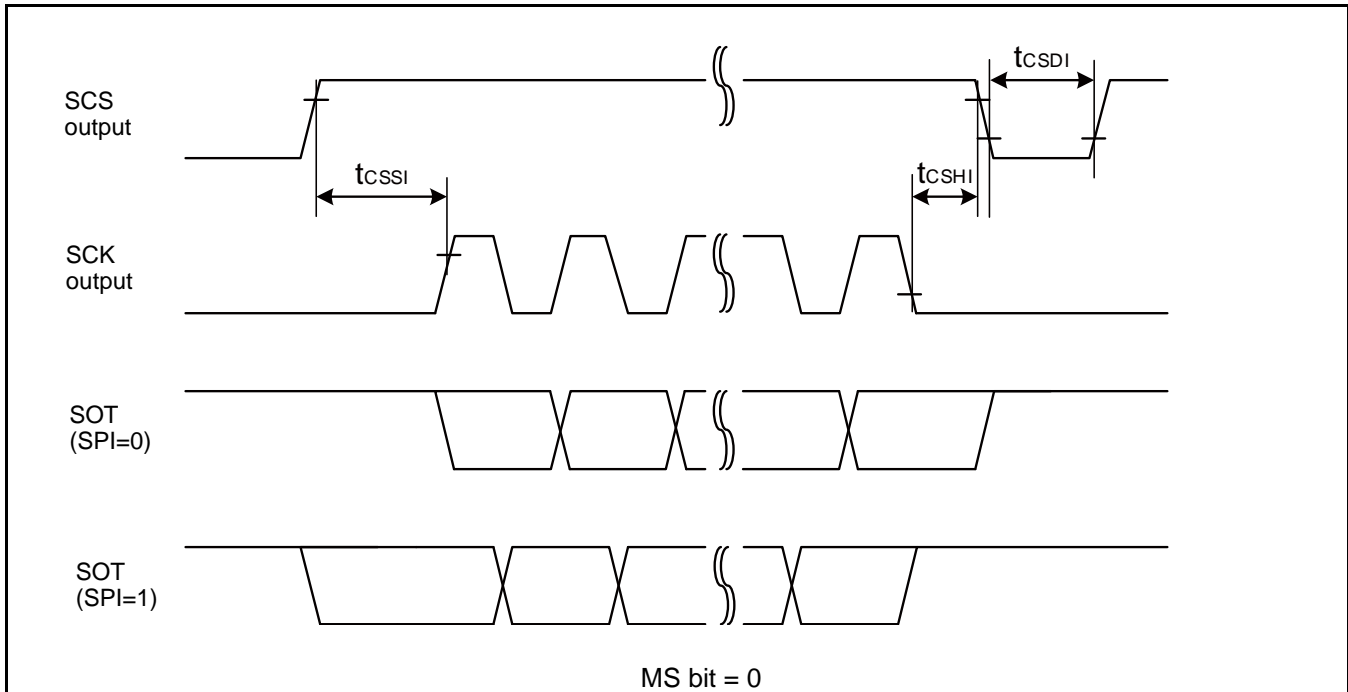 SCS
output
tCSDI
tCSSI
tCSHI
SCK
output
SOT
(SPI=0)
SOT
(SPI=1)
MS bit = 0